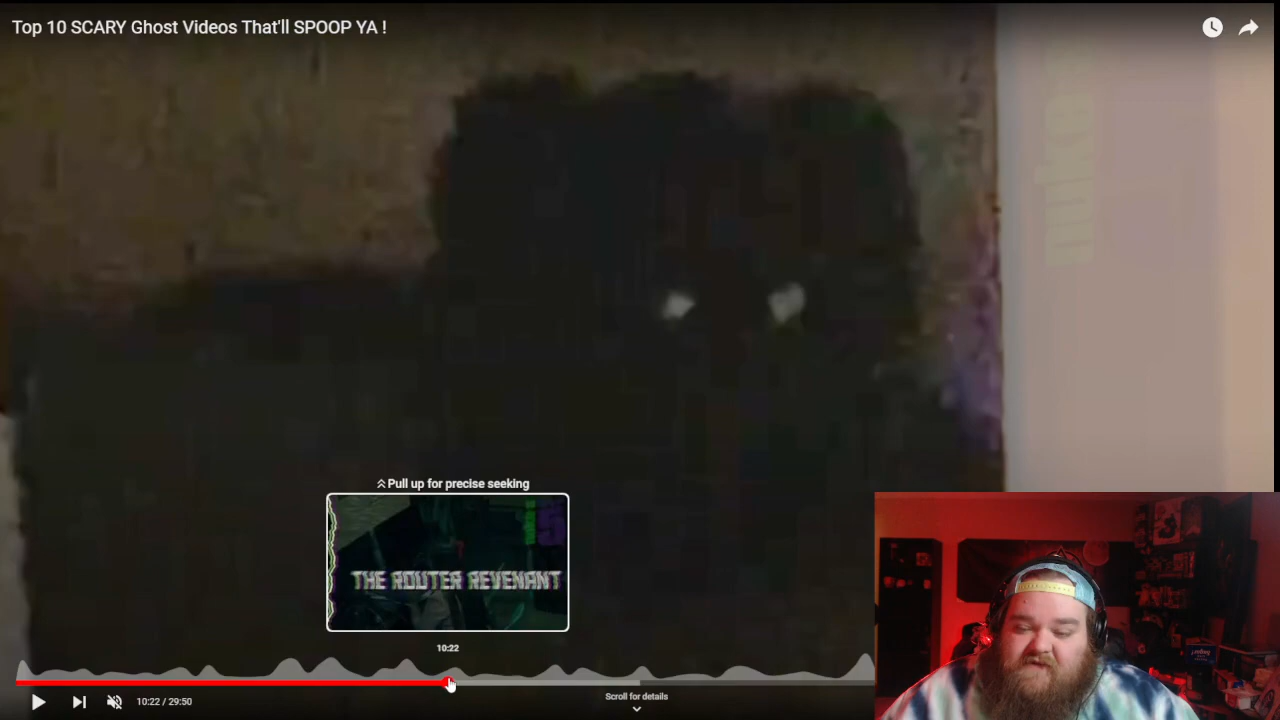 Top 10 SCARY Ghost Videos That'll SPOOP YA !
Pull up for precise seeking
THE ROUTER REVENANT
10:22
10:22 / 29:50
Scroll for details